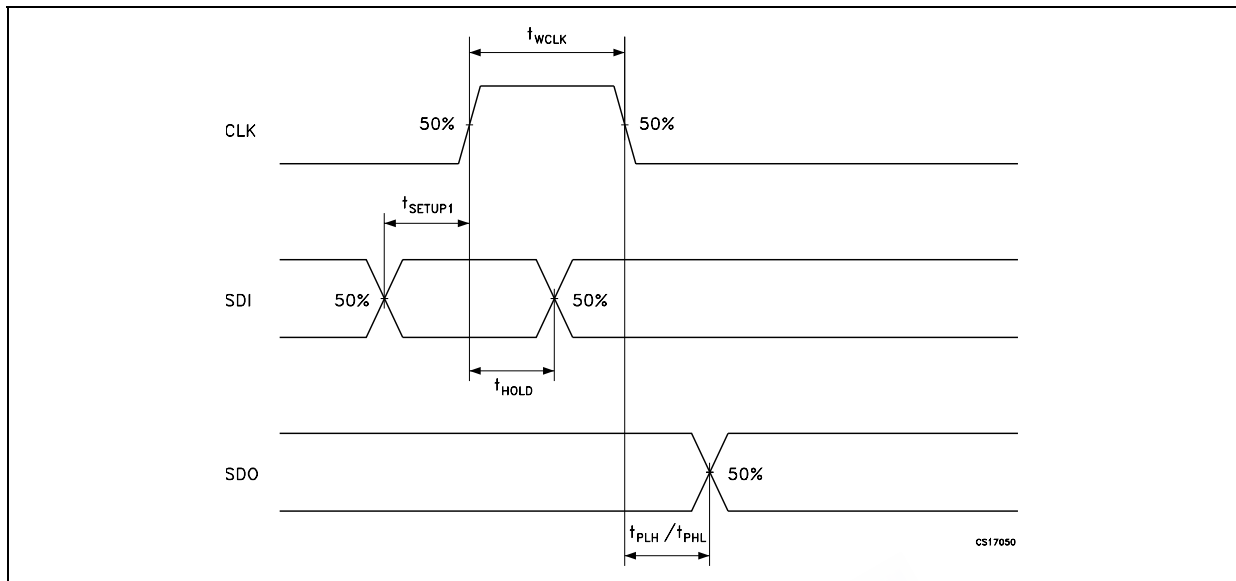 tWCLK
CLK 50% 50%
tSETUP1
SDI 50% 50%
tHOLD
SDO 50%
tPLH /tPHL
CS17050